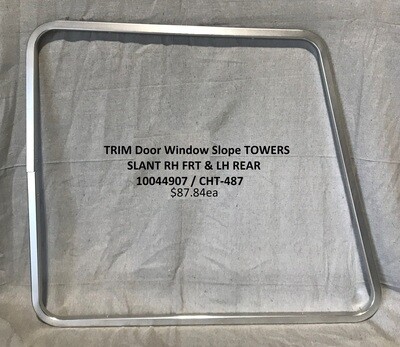 TRIM Door Window Slope TOWERS
SLANT RH FRT & LH REAR
10044907 / CHT-487
$87.84ea